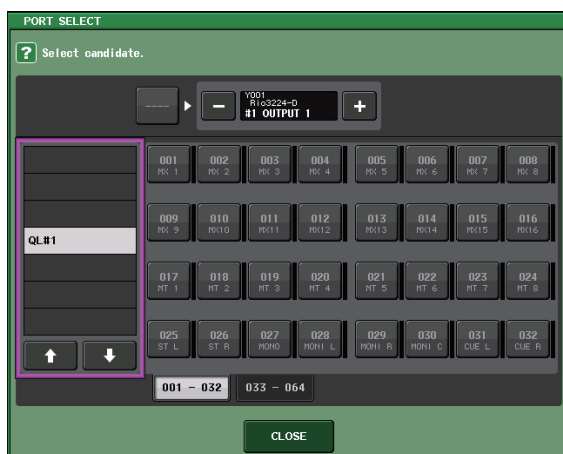 PORT SELECT
? Select candidate.
----
−
Y001
Rio3224-D
#1 OUTPUT 1
+
QL#1
001 002 003 004 005 006 007 008
MX 1 MX 2 MX 3 MX 4 MX 5 MX 6 MX 7 MX 8
009 010 011 012 013 014 015 016
MX 9 MX10 MX11 MX12 MX13 MX14 MX15 MX16
017 018 019 020 021 022 023 024
MT 1 MT 2 MT 3 MT 4 MT 5 MT 6 MT 7 MT 8
025 026 027 028 029 030 031 032
ST L ST R MONO MONI L MONI R MONI C CUE L CUE R
001 - 032 033 - 064
CLOSE